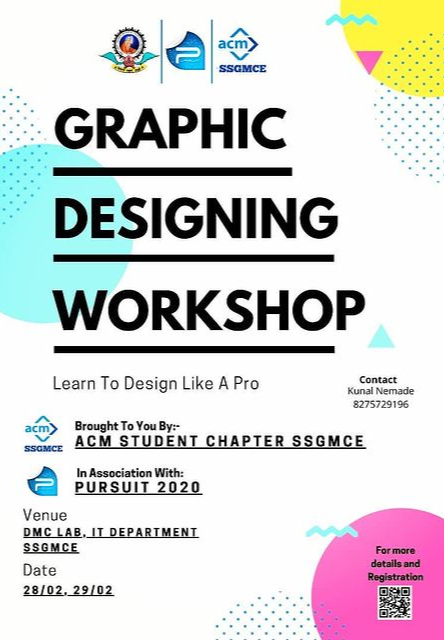 acm
SSGMCE
GRAPHIC
DESIGNING
WORKSHOP
Learn To Design Like A Pro
Contact
Kunal Nemade
8275729196
acm
SSGMCE
Brought To You By:-
ACM STUDENT CHAPTER SSGMCE
In Association With:
PURSUIT 2020
Venue
DMC LAB, IT DEPARTMENT
SSGMCE
Date
28/02, 29/02
For more
details and
Registration